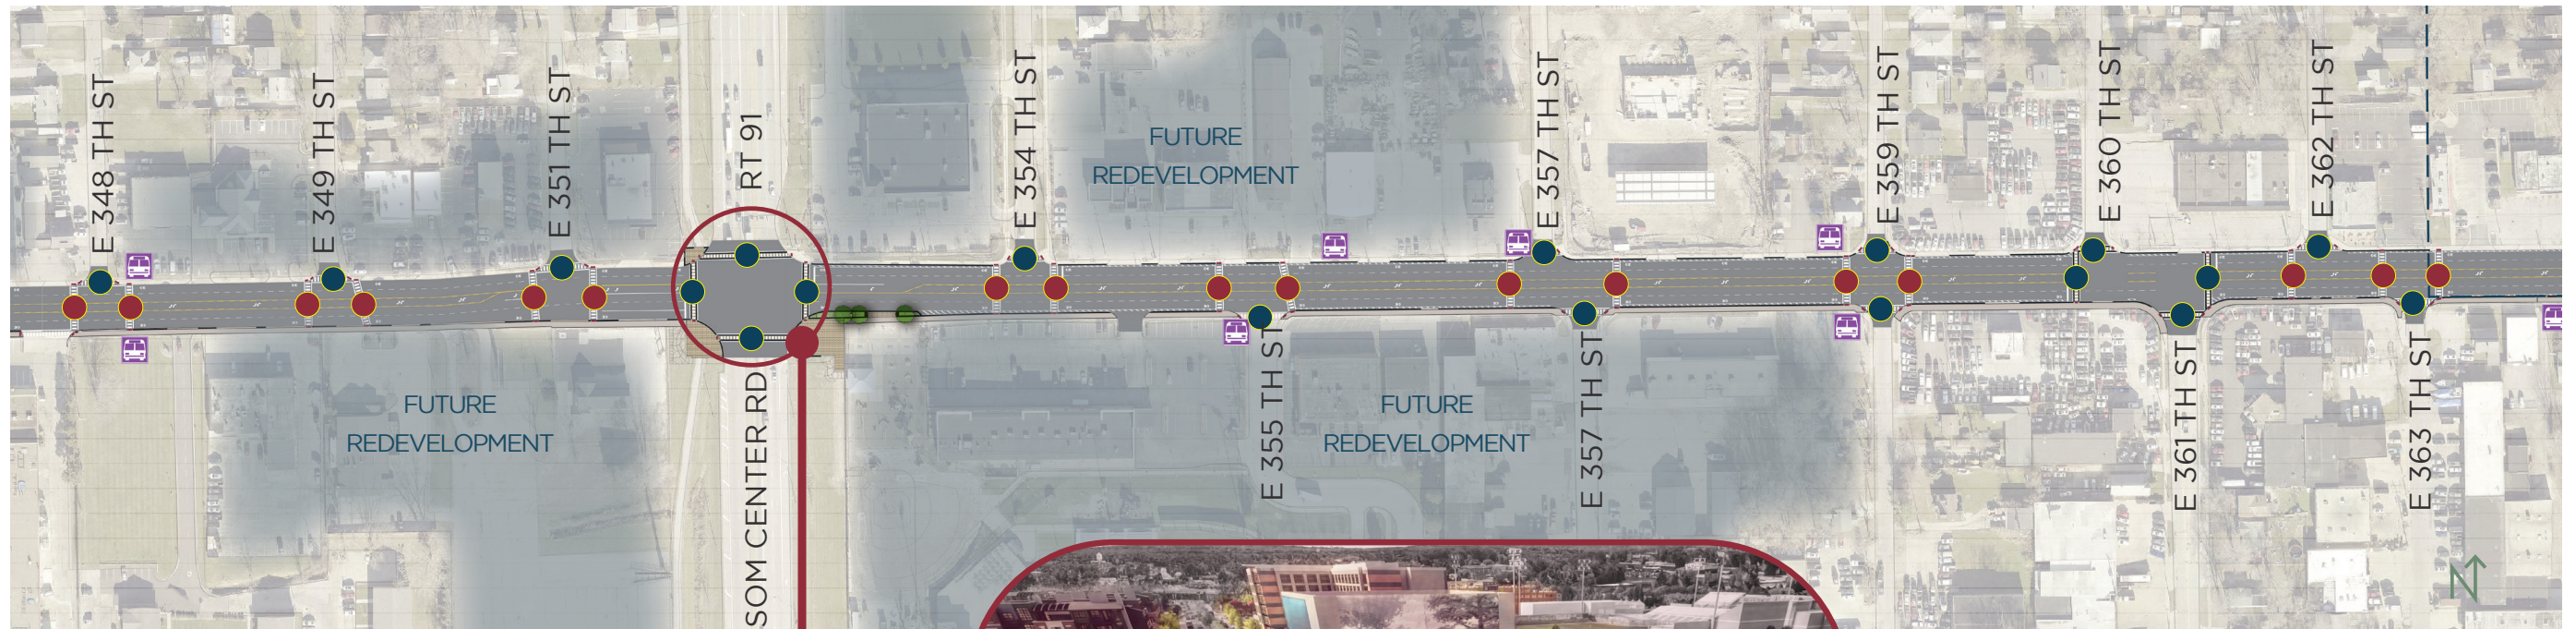 E 348 TH ST
E 349 TH ST
E 351 TH ST
RT 91
E 354 TH ST
FUTURE
REDEVELOPMENT
E 357 TH ST
E 359 TH ST
E 360 TH ST
E 362 TH ST
FUTURE
REDEVELOPMENT
SOM CENTER RD
E 355 TH ST
FUTURE
REDEVELOPMENT
E 357 TH ST
E 361 TH ST
E 363 TH ST
N